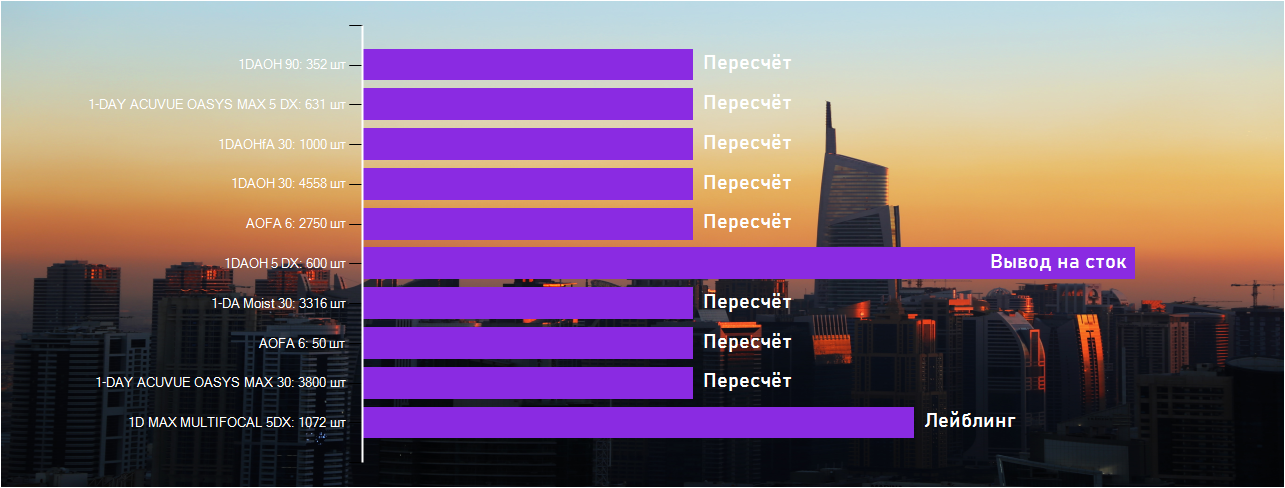 1DAOH 90: 352 шт Пересчёт
1-DAY ACUVUE OASYS MAX 5 DX: 631 шт Пересчёт
1DAOHfA 30: 1000 шт Пересчёт
1DAOH 30: 4558 шт Пересчёт
AOFA 6: 2750 шт Пересчёт
1DAOH 5 DX: 600 шт Вывод на сток
1-DA Moist 30: 3316 шт Пересчёт
AOFA 6: 50 шт Пересчёт
1-DAY ACUVUE OASYS MAX 30: 3800 шт Пересчёт
1D MAX MULTIFOCAL 5DX: 1072 шт Лейблинг